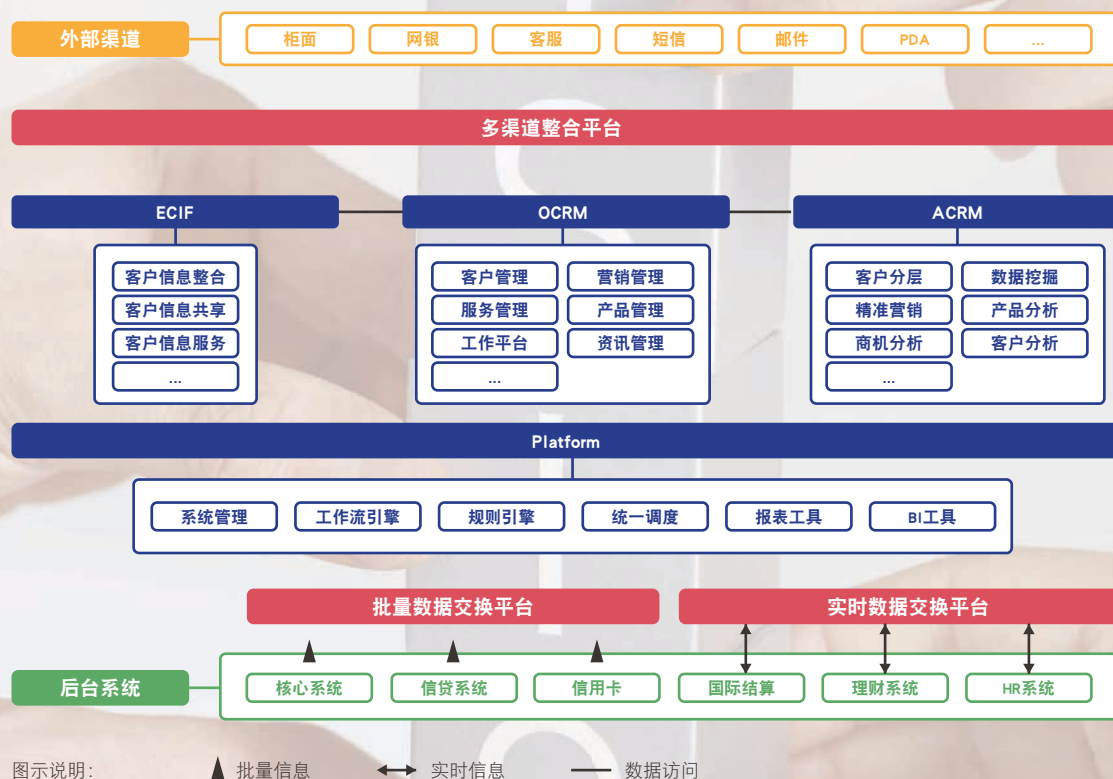 外部渠道 柜面 网银 客服 短信 邮件 PDA ...
多渠道整合平台
ECIF OCRM ACRM
客户信息整合 客户管理 营销管理 客户分层 数据挖掘
客户信息共享 服务管理 产品管理 精准营销 产品分析
客户信息服务 工作平台 资讯管理 商机分析 客户分析
... ... ...
Platform
系统管理 工作流引擎 规则引擎 统一调度 报表工具 BI工具
批量数据交换平台 实时数据交换平台
后台系统 核心系统 信贷系统 信用卡 国际结算 理财系统 HR系统
图示说明: 批量信息 实时信息 数据访问